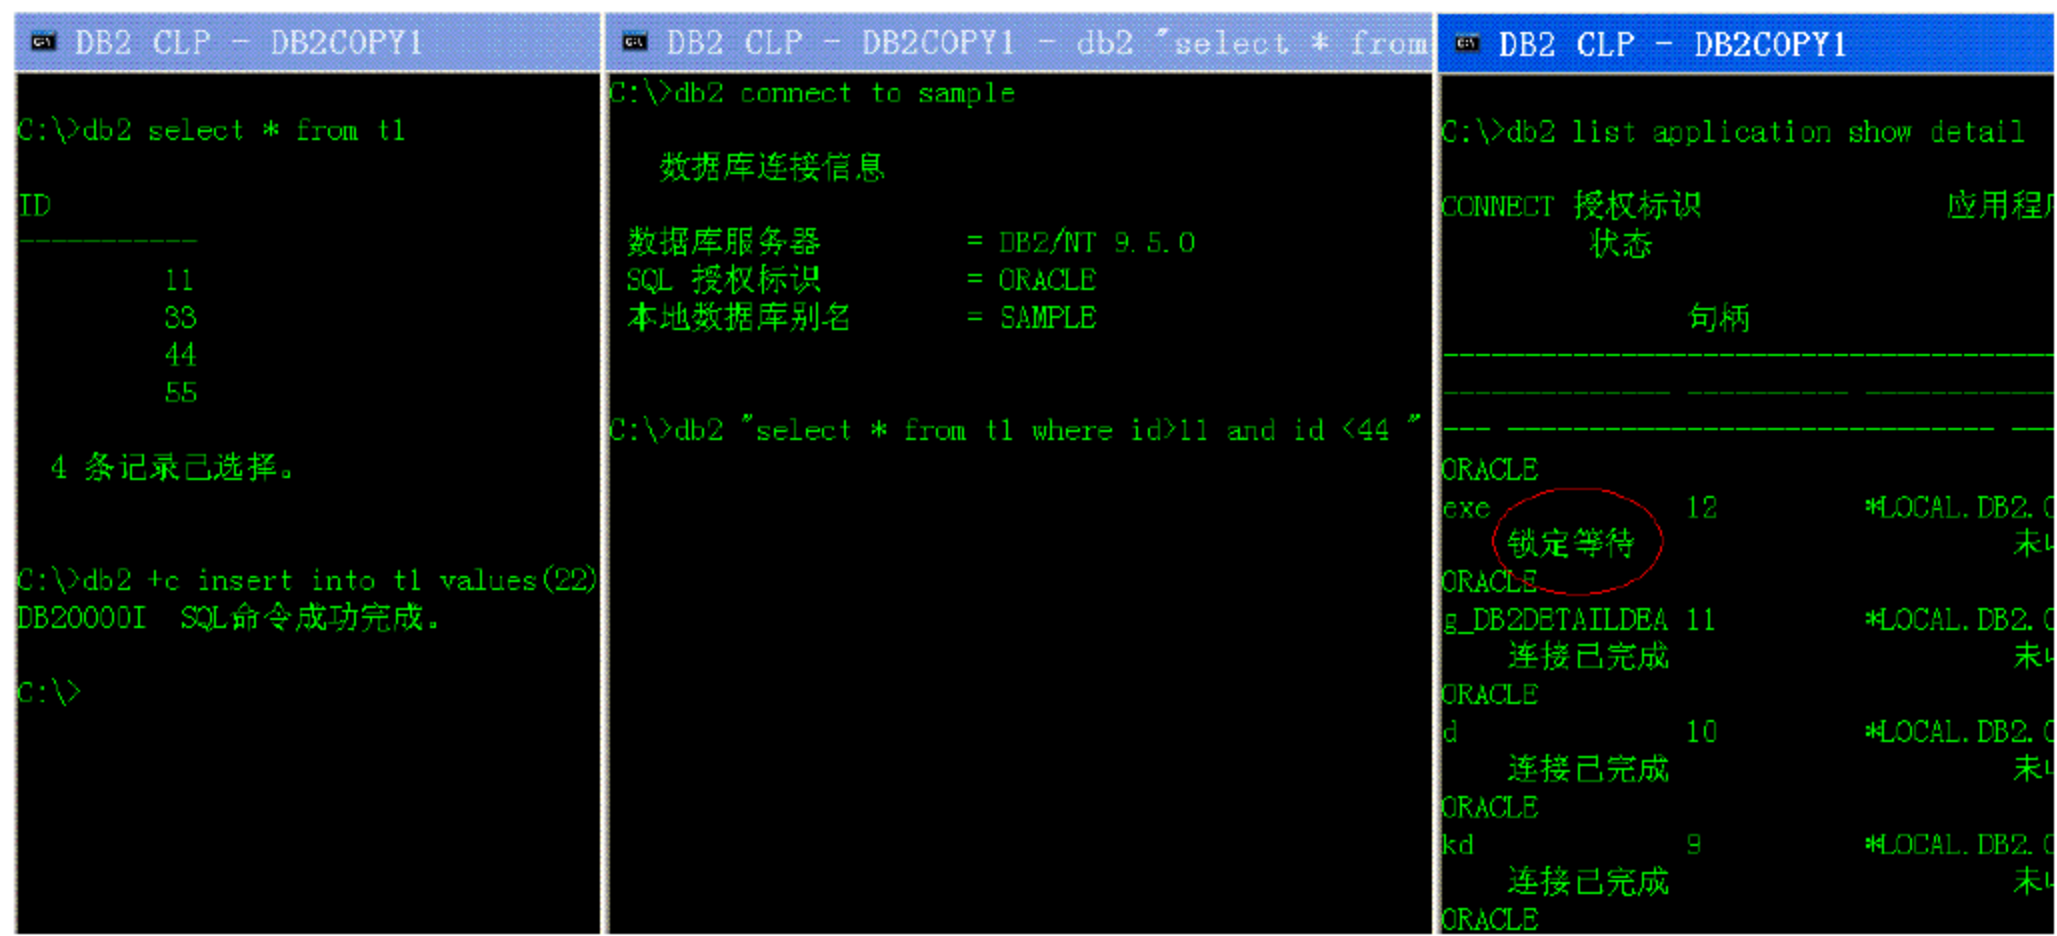 DB2 CLP - DB2COPY1
C:\>db2 select * from t1
ID
-----------
11
33
44
55
4 条记录已选择。
C:\>db2 +c insert into t1 values(22)
DB20000I SQL命令成功完成。
C:\>
DB2 CLP - DB2COPY1 - db2 "select * from
C:\>db2 connect to sample
数据库连接信息
数据库服务器 = DB2/NT 9.5.0
SQL 授权标识 = ORACLE
本地数据库别名 = SAMPLE
C:\>db2 "select * from t1 where id>11 and id <44 "
DB2 CLP - DB2COPY1
C:\>db2 list application show detail
CONNECT 授权标识 应用程
状态
句柄
ORACLE
exe 12 *LOCAL.DB2.
锁定等待 未
ORACLE
g_DB2DETAILDEA 11 *LOCAL.DB2.
连接已完成 未
ORACLE
d 10 *LOCAL.DB2.
连接已完成 未
ORACLE
kd 9 *LOCAL.DB2.
连接已完成 未
ORACLE